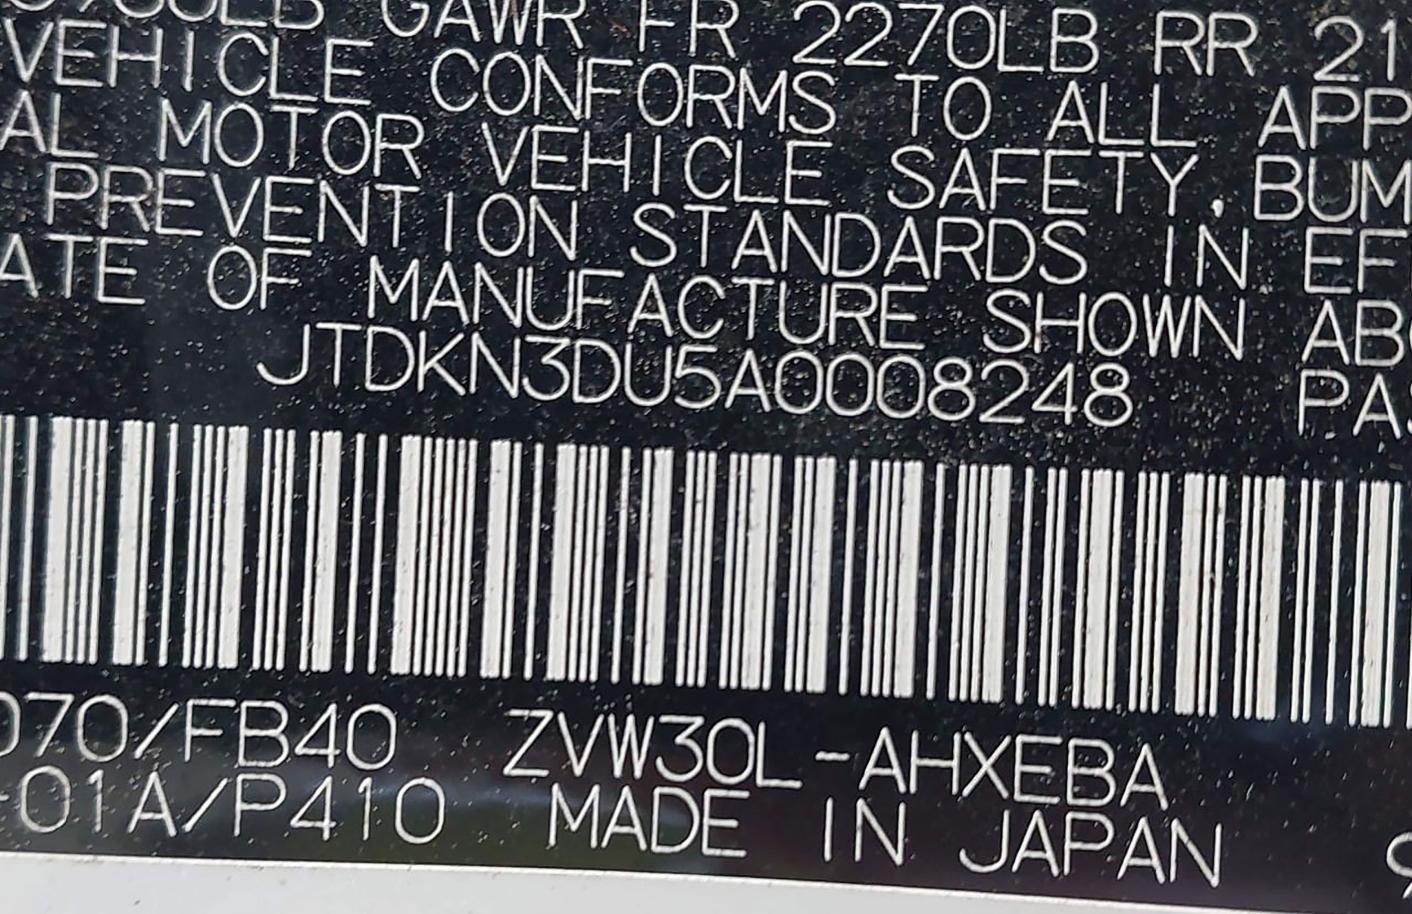 GAWR FR 2270LB RR 21
VEHICLE CONFORMS TO ALL APP
AL MOTOR VEHICLE SAFETY, BUM
PREVENTION STANDARDS IN EF
ATE OF MANUFACTURE SHOWN AB
JTDKN3DU5A0008248 PAS
070/FB40 ZVW30L-AHXEBA
01A/P410 MADE IN JAPAN